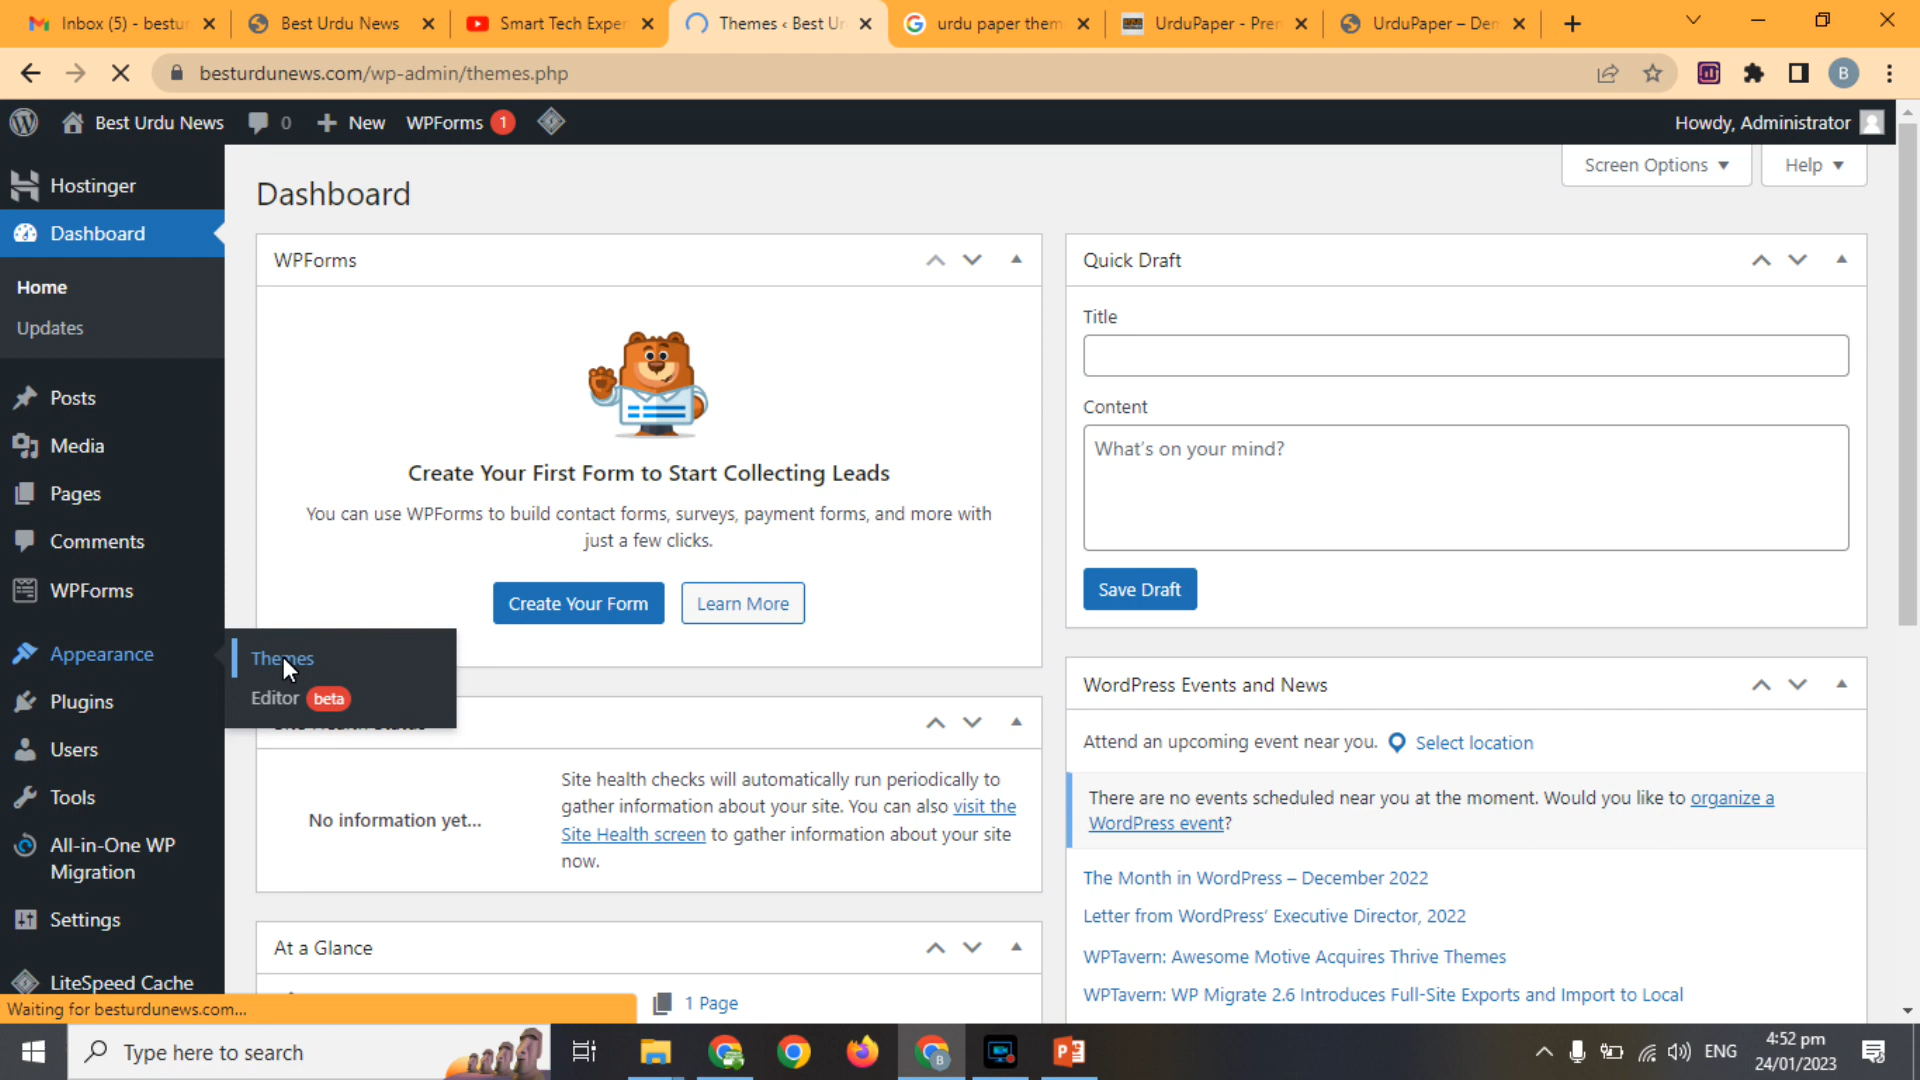 Inbox (5) - bestur
Best Urdu News
Smart Tech Exper
Themes ‹ Best Ur
urdu paper them
UrduPaper - Prer
UrduPaper – Den
besturdunews.com/wp-admin/themes.php
B
Best Urdu News
0
New
WPForms 1
Howdy, Administrator
Screen Options
Help
Hostinger
Dashboard
Home
Updates
Posts
Media
Pages
Comments
WPForms
Appearance
Themes
Editor beta
Plugins
Users
Tools
All-in-One WP
Migration
Settings
LiteSpeed Cache
Dashboard
WPForms
Create Your First Form to Start Collecting Leads
You can use WPForms to build contact forms, surveys, payment forms, and more with
just a few clicks.
Create Your Form
Learn More
No information yet...
Site health checks will automatically run periodically to
gather information about your site. You can also visit the
Site Health screen to gather information about your site
now.
At a Glance
1 Page
Quick Draft
Title
Content
What's on your mind?
Save Draft
WordPress Events and News
Attend an upcoming event near you. Select location
There are no events scheduled near you at the moment. Would you like to organize a
WordPress event?
The Month in WordPress – December 2022
Letter from WordPress' Executive Director, 2022
WPTavern: Awesome Motive Acquires Thrive Themes
WPTavern: WP Migrate 2.6 Introduces Full-Site Exports and Import to Local
Waiting for besturdunews.com...
Type here to search
B
ENG
4:52 pm
24/01/2023